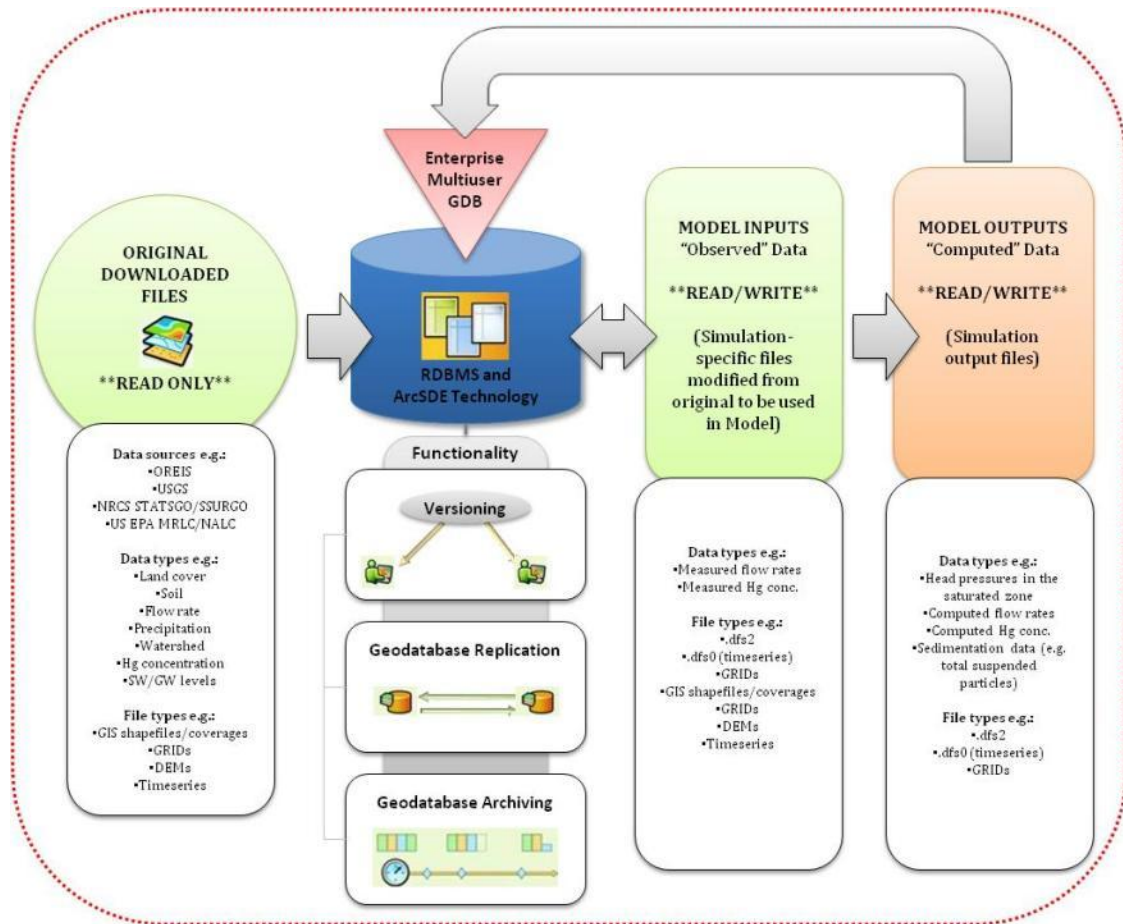 ORIGINAL
DOWNLOADED
FILES
**READ ONLY**
Data sources e.g.:
▪OREIS
▪USGS
▪NRCS STATSGO/SSURGO
▪US EPA MRLC/NALC
Data types e.g.:
▪Land cover
▪Soil
▪Flow rate
▪Precipitation
▪Watershed
▪Hg concentration
▪SW/GW levels
File types e.g.:
▪GIS shapefiles/coverages
▪GRIDs
▪DEMs
▪Timeseries
Enterprise
Multiuser
GDB
RDBMS and
ArcSDE Technology
Functionality
Versioning
Geodatabase Replication
Geodatabase Archiving
MODEL INPUTS
“Observed” Data
**READ/WRITE**
(Simulation-
specific files
modified from
original to be used
in Model)
Data types e.g.:
▪Measured flow rates
▪Measured Hg conc.
File types e.g.:
▪.dfs2
▪.dfs0 (timeseries)
▪GRIDs
▪GIS shapefiles/coverages
▪GRIDs
▪DEMs
▪Timeseries
MODEL OUTPUTS
“Computed” Data
**READ/WRITE**
(Simulation
output files)
Data types e.g.:
▪Head pressures in the
saturated zone
▪Computed flow rates
▪Computed Hg conc.
▪Sedimentation data (e.g.
total suspended
particles)
File types e.g.:
▪.dfs2
▪.dfs0 (timeseries)
▪GRIDs